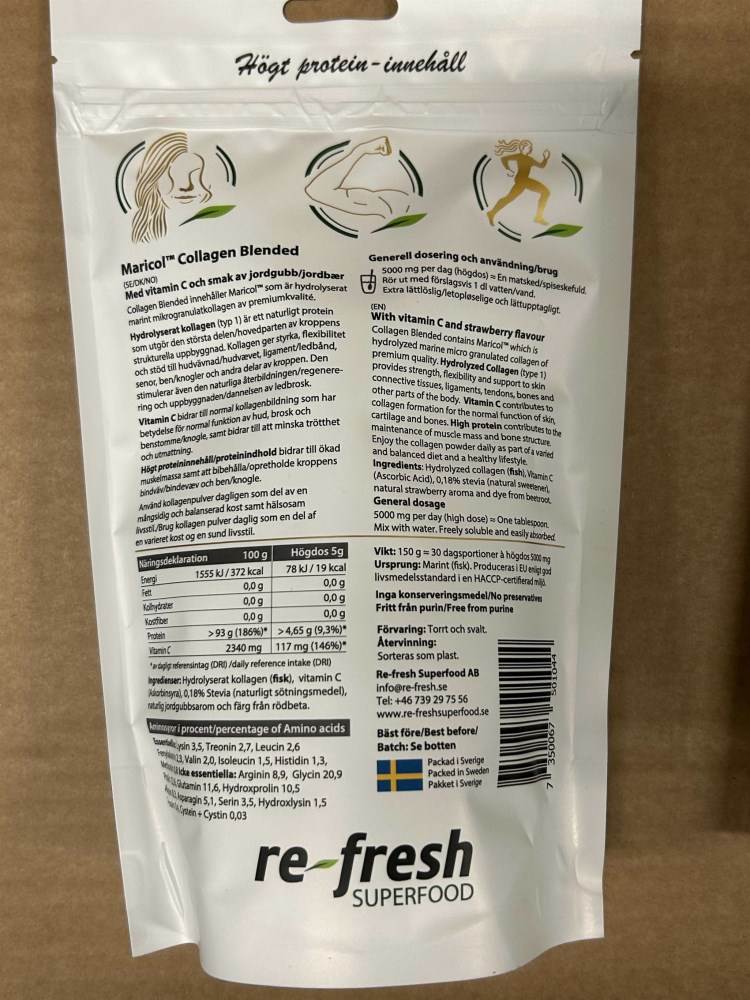 Högt protein-innehåll
Maricol™ Collagen Blended
(SE/DK/NO)
Med vitamin C och smak av jordgubb/jordbær
Collagen Blended innehåller Maricol™ som är hydrolyserat
marint mikrogranulatkollagen av premiumkvalité.
Hydrolyserat kollagen (typ 1) är ett naturligt protein
som utgör den största delen/hovedparten av kroppens
strukturella uppbyggnad. Kollagen ger styrka, flexibilitet
och stöd till hudvävnad/hudvævet, ligament/ledbånd,
senor, ben/knogler och andra delar av kroppen. Den
stimulerar även den naturliga återbildningen/regenere-
ring och uppbyggnaden/dannelsen av ledbrosk.
Vitamin C bidrar till normal kollagenbildning som har
betydelse för normal funktion av hud, brosk och
benstomme/knogle, samt bidrar till att minska trötthet
och utmattning.
Högt proteininnehåll/proteinindhold bidrar till ökad
muskelmassa samt att bibehålla/opretholde kroppens
bindväv/bindevæv och ben/knogle.
Använd kollagenpulver dagligen som del av en
mångsidig och balanserad kost samt hälsosam
livsstil./Brug kollagen pulver daglig som en del af
en varieret kost og en sund livsstil.
Näringsdeklaration 100 g Högdos 5g
Energi 1555 kJ / 372 kcal 78 kJ / 19 kcal
Fett 0,0 g 0,0 g
Kolhydrater 0,0 g 0,0 g
Kostfiber 0,0 g 0,0 g
Protein >93 g (186%)* >4,65 g (9,3%)*
Vitamin C 2340 mg 117 mg (146%)*
*av dagligt referensintag (DRI) /daily reference intake (DRI)
Ingredienser: Hydrolyserat kollagen (fisk), vitamin C
(Askorbinsyra), 0,18% Stevia (naturligt sötningsmedel),
naturlig jordgubbsarom och färg från rödbeta.
Aminosyror i procent/percentage of Amino acids
Lysin 3,5, Treonin 2,7, Leucin 2,6
2,3, Valin 2,0, Isoleucin 1,5, Histidin 1,3,
Icke essentiella: Arginin 8,9, Glycin 20,9
Glutamin 11,6, Hydroxprolin 10,5
Asparagin 5,1, Serin 3,5, Hydroxlysin 1,5
Cystein + Cystin 0,03
Generell dosering och användning/brug
5000 mg per dag (högdos) ≈ En matsked/spiseskefuld.
Rör ut med förslagsvis 1 dl vatten/vand.
Extra lättlöslig/letopløselige och lättupptagligt.
(EN)
With vitamin C and strawberry flavour
Collagen Blended contains Maricol™ which is
hydrolyzed marine micro granulated collagen of
premium quality. Hydrolyzed Collagen (type 1)
provides strength, flexibility and support to skin
connective tissues, ligaments, tendons, bones and
other parts of the body. Vitamin C contributes to
collagen formation for the normal function of skin,
cartilage and bones. High protein contributes to the
maintenance of muscle mass and bone structure.
Enjoy the collagen powder daily as part of a varied
and balanced diet and a healthy lifestyle.
Ingredients: Hydrolyzed collagen (fish), Vitamin C
(Ascorbic Acid), 0,18% stevia (natural sweetener),
natural strawberry aroma and dye from beetroot.
General dosage
5000 mg per day (high dose) ≈ One tablespoon.
Mix with water. Freely soluble and easily absorbed.
Vikt: 150 g = 30 dagsportioner à högdos 5000 mg
Ursprung: Marint (fisk). Produceras i EU enligt god
livsmedelsstandard i en HACCP-certifierad miljö.
Inga konserveringsmedel/No preservatives
Fritt från purin/Free from purine
Förvaring: Torrt och svalt.
Återvinning:
Sorteras som plast.
Re-fresh Superfood AB
info@re-fresh.se
Tel: +46 739 29 75 56
www.re-freshsuperfood.se
Bäst före/Best before/
Batch: Se botten
Packad i Sverige
Packed in Sweden
Pakket i Sverige
7 350067 501044
re-fresh
SUPERFOOD